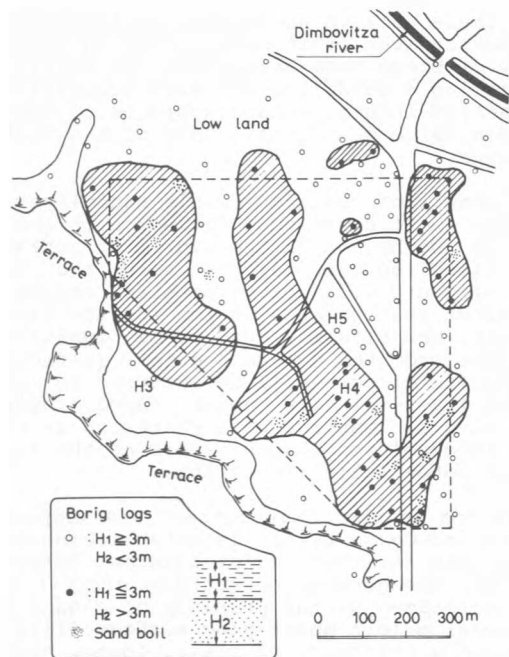 Dimbovitza
river
Low land
Terrace
H5
H3
H4
Terrace
Borig logs
: H1 ≧ 3m
H2 < 3m
: H1 ≦ 3m
H2 > 3m
Sand boil
H1
H2
0 100 200 300m